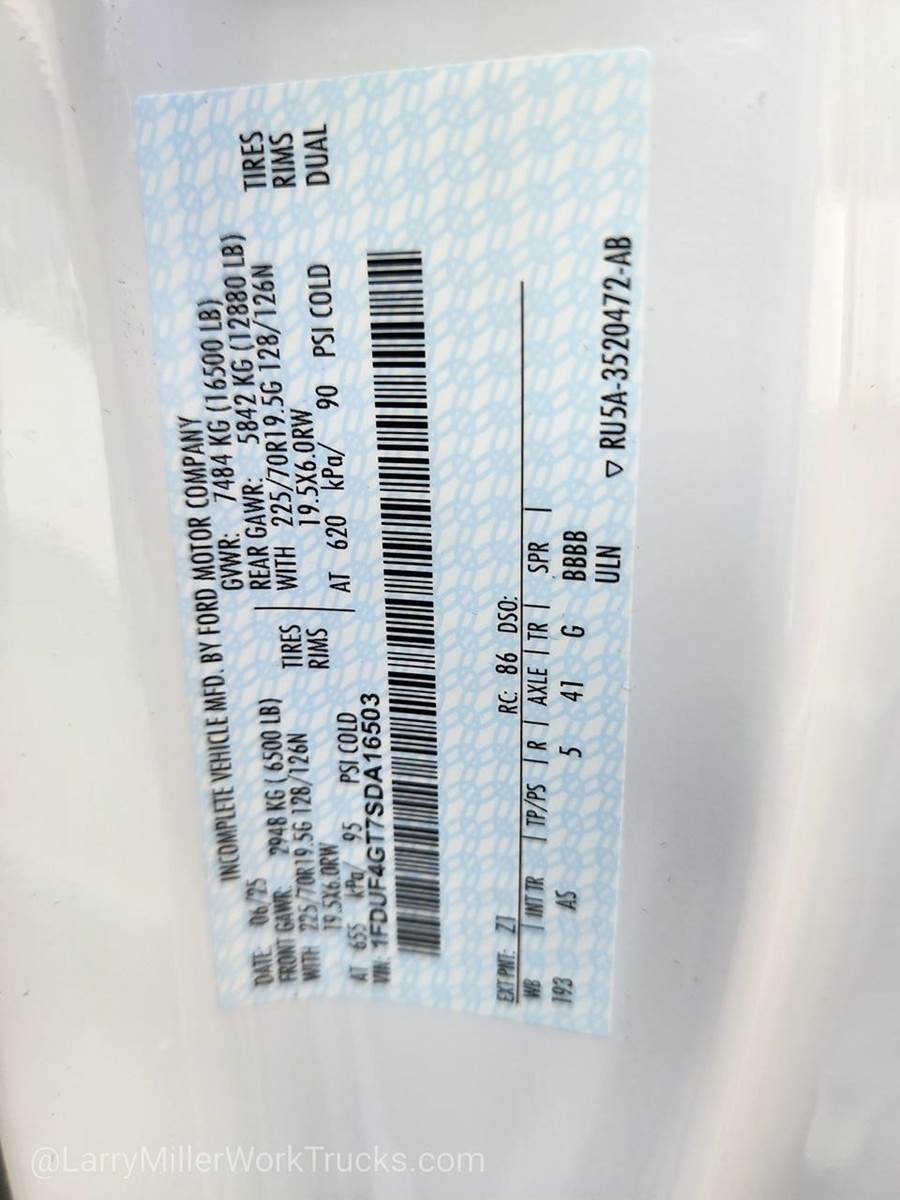 INCOMPLETE VEHICLE MFD. BY FORD MOTOR COMPANY
DATE: 06/25 GVWR: 7484 KG (16500 LB)
FRONT GAWR: 2948 KG ( 6500 LB) REAR GAWR: 5842 KG (12880 LB)
WITH 225/70R19.5G 128/126N TIRES WITH 225/70R19.5G 128/126N TIRES
19.5X6.0RW RIMS 19.5X6.0RW RIMS
AT 655 kPa/ 95 PSI COLD AT 620 kPa/ 90 PSI COLD DUAL
VIN: 1FDUF4GT7SDA16503
EXT PNT: Z1 RC: 86 DSO:
WB | INT TR | TP/PS | R | AXLE | TR | SPR |
193 AS 5 41 G BBBB
ULN ▽ RU5A-3520472-AB
@LarryMillerWorkTrucks.com